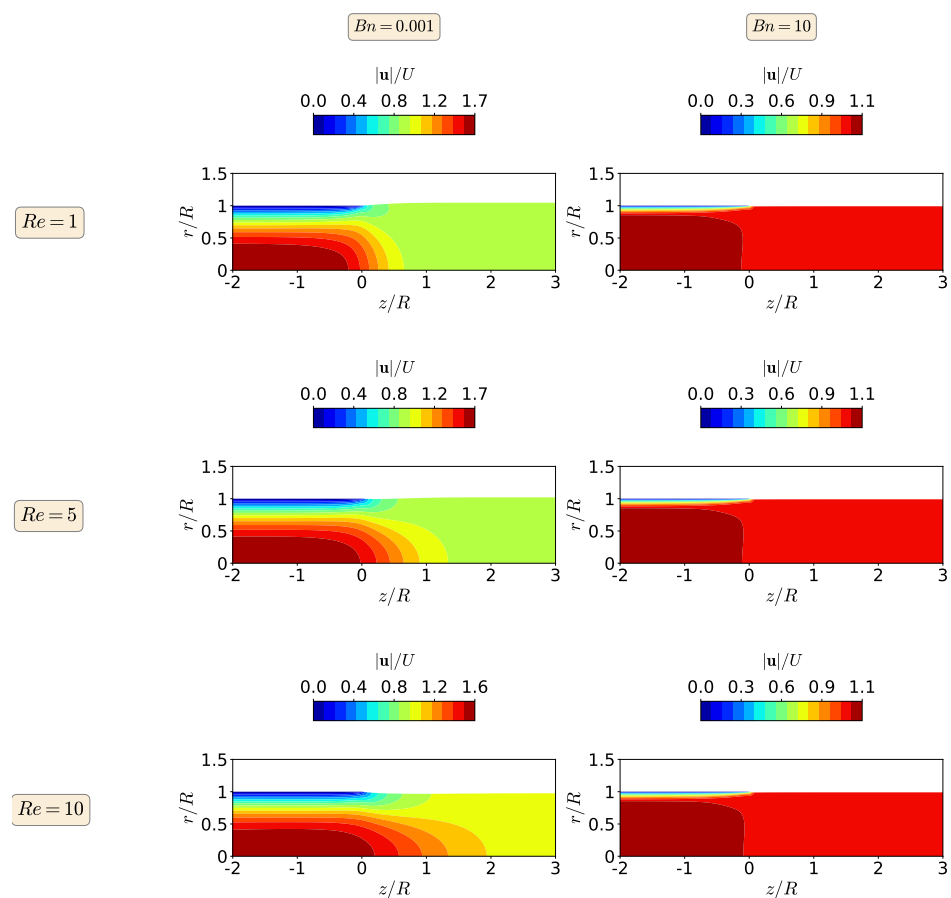 Bn = 0.001
Bn = 10
|u|/U
0.0 0.4 0.8 1.2 1.7
|u|/U
0.0 0.3 0.6 0.9 1.1
Re = 1
r/R
1.5
1
0.5
0
-2 -1 0 1 2 3
z/R
r/R
1.5
1
0.5
0
-2 -1 0 1 2 3
z/R
|u|/U
0.0 0.4 0.8 1.2 1.7
|u|/U
0.0 0.3 0.6 0.9 1.1
Re = 5
r/R
1.5
1
0.5
0
-2 -1 0 1 2 3
z/R
r/R
1.5
1
0.5
0
-2 -1 0 1 2 3
z/R
|u|/U
0.0 0.4 0.8 1.2 1.6
|u|/U
0.0 0.3 0.6 0.9 1.1
Re = 10
r/R
1.5
1
0.5
0
-2 -1 0 1 2 3
z/R
r/R
1.5
1
0.5
0
-2 -1 0 1 2 3
z/R